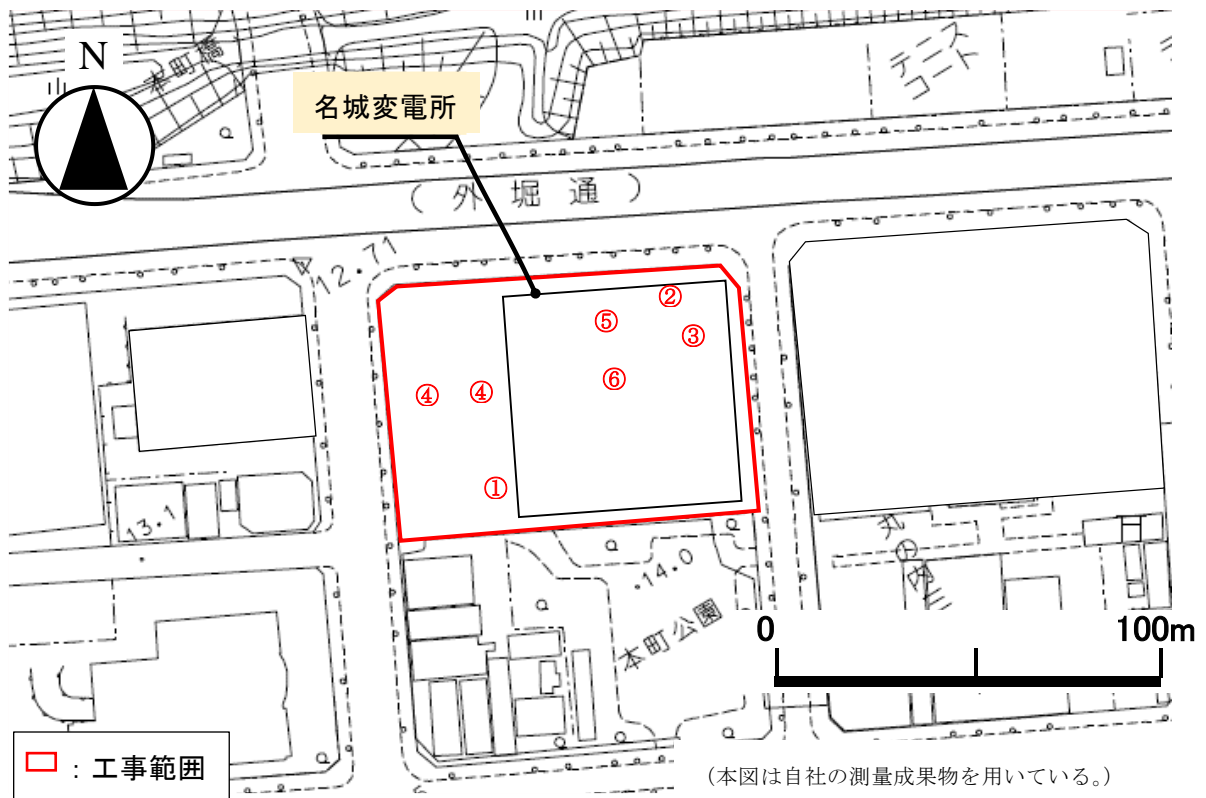 N
本町橋
名城変電所
テニス
コート
(外堀通)
12.71
②
⑤
③
⑥
④ ④
①
13.1
.14.0
本町公園
丸の内
0 100m
:工事範囲
(本図は自社の測量成果物を用いている。)